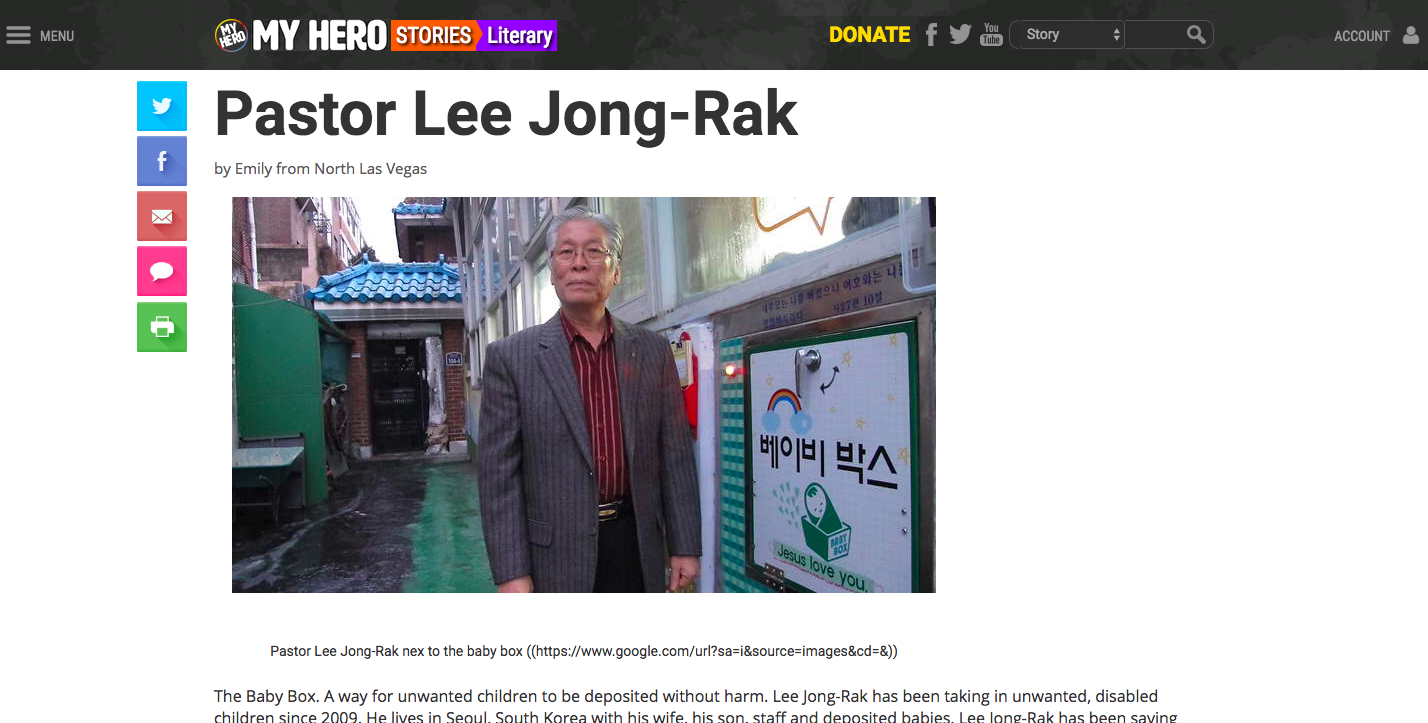 MENU
MY HERO
MY HERO
STORIES
Literary
DONATE
You
Tube
Story
ACCOUNT
Pastor Lee Jong-Rak
by Emily from North Las Vegas
베이비 박스
BABY
BOX
Jesus love you.
Pastor Lee Jong-Rak nex to the baby box ((https://www.google.com/url?sa=i&source=images&cd=&))
The Baby Box. A way for unwanted children to be deposited without harm. Lee Jong-Rak has been taking in unwanted, disabled
children since 2009. He lives in Seoul, South Korea with his wife, his son, staff and deposited babies. Lee Jong-Rak has been saving